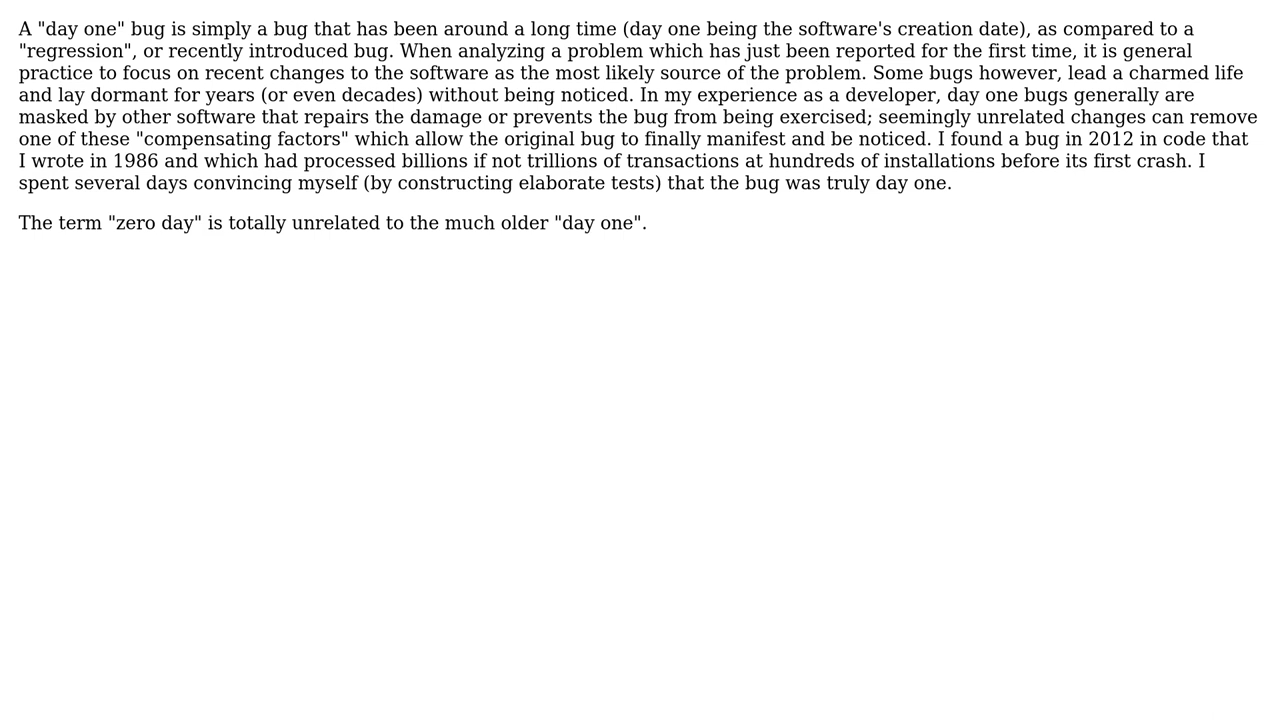 A "day one" bug is simply a bug that has been around a long time (day one being the software's creation date), as compared to a
"regression", or recently introduced bug. When analyzing a problem which has just been reported for the first time, it is general
practice to focus on recent changes to the software as the most likely source of the problem. Some bugs however, lead a charmed life
and lay dormant for years (or even decades) without being noticed. In my experience as a developer, day one bugs generally are
masked by other software that repairs the damage or prevents the bug from being exercised; seemingly unrelated changes can remove
one of these "compensating factors" which allow the original bug to finally manifest and be noticed. I found a bug in 2012 in code that
I wrote in 1986 and which had processed billions if not trillions of transactions at hundreds of installations before its first crash. I
spent several days convincing myself (by constructing elaborate tests) that the bug was truly day one.
The term "zero day" is totally unrelated to the much older "day one".